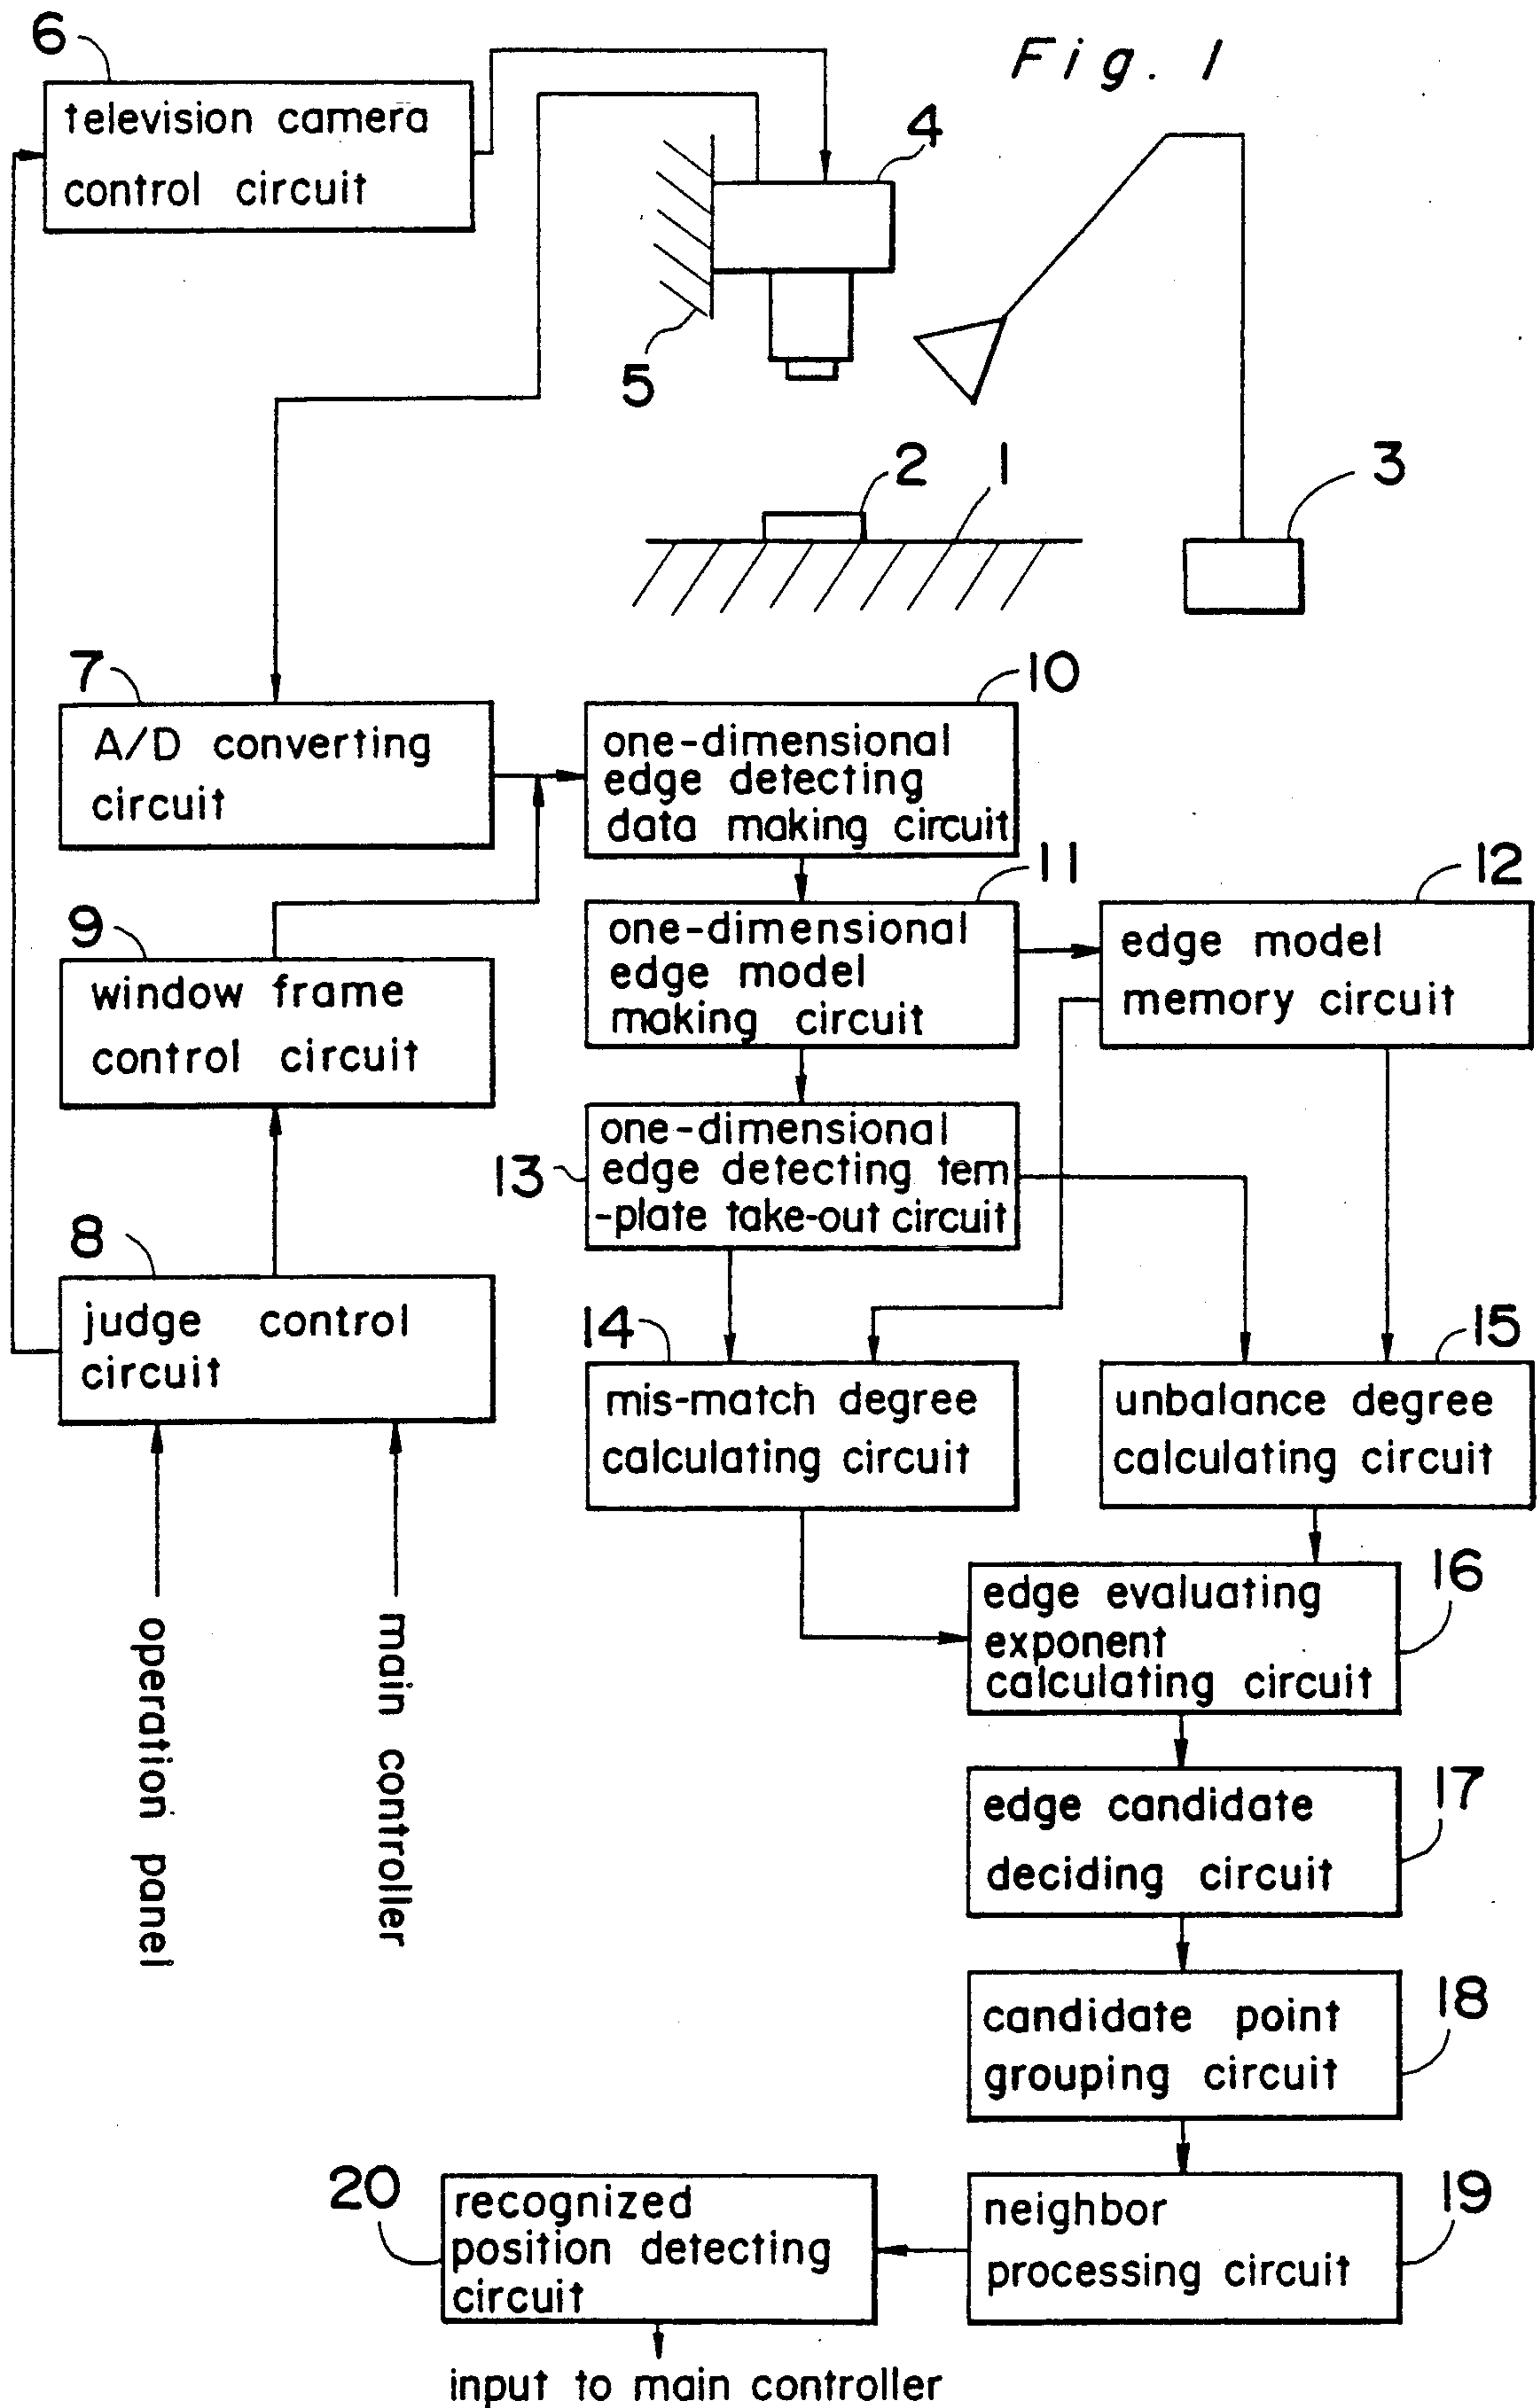 Fig. 1
6
television camera
control circuit
4
5
2
1
3
7
A/D converting
circuit
10
one-dimensional
edge detecting
data making circuit
11
one-dimensional
edge model
making circuit
12
edge model
memory circuit
9
window frame
control circuit
13
one-dimensional
edge detecting tem
-plate take-out circuit
8
judge control
circuit
14
mis-match degree
calculating circuit
15
unbalance degree
calculating circuit
operation panel
main controller
16
edge evaluating
exponent
calculating circuit
17
edge candidate
deciding circuit
18
candidate point
grouping circuit
19
neighbor
processing circuit
20
recognized
position detecting
circuit
input to main controller